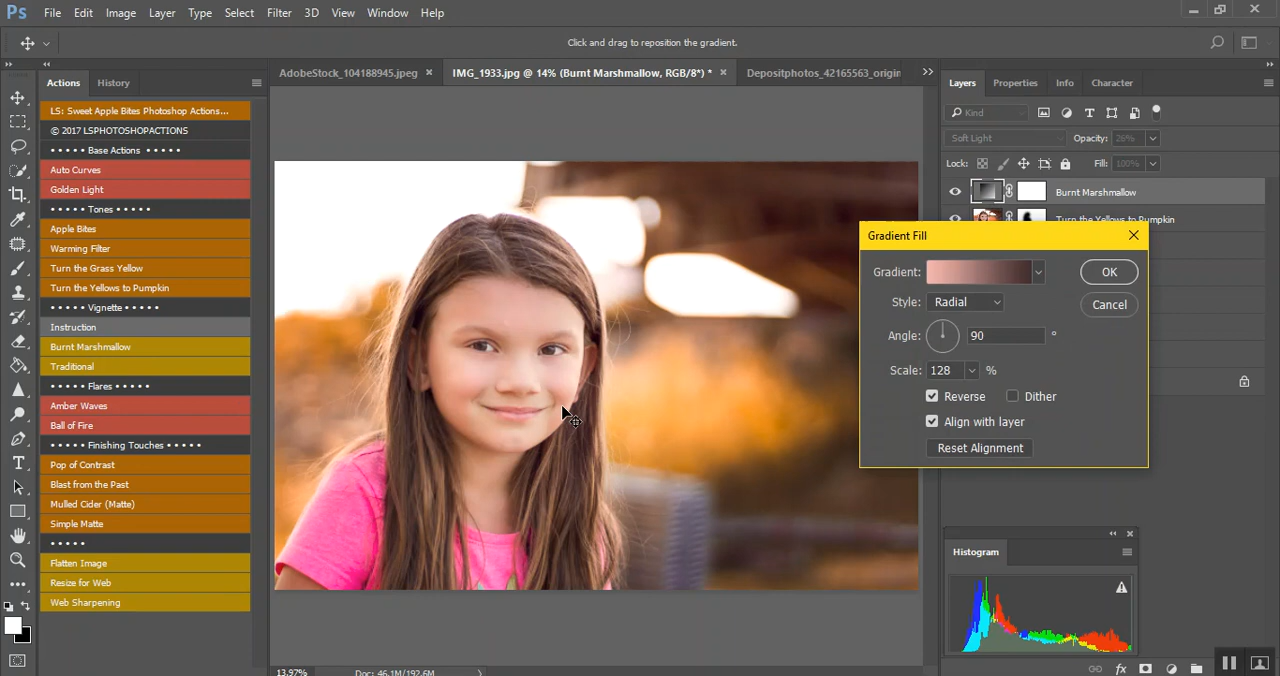 Ps File Edit Image Layer Type Select Filter 3D View Window Help
Click and drag to reposition the gradient.
Actions History
AdobeStock_104188945.jpeg × IMG_1933.jpg @ 14% (Burnt Marshmallow, RGB/8*) * × Depositphotos_42165563_origin
Layers Properties Info Character
LS: Sweet Apple Bites Photoshop Actions...
© 2017 LSPHOTOSHOPACTIONS
• • • • • Base Actions • • • • •
Auto Curves
Golden Light
• • • • • Tones • • • • •
Apple Bites
Warming Filter
Turn the Grass Yellow
Turn the Yellows to Pumpkin
• • • • • Vignette • • • • •
Instruction
Burnt Marshmallow
Traditional
• • • • • Flares • • • • •
Amber Waves
Ball of Fire
• • • • • Finishing Touches • • • • •
Pop of Contrast
Blast from the Past
Mulled Cider (Matte)
Simple Matte
• • • • •
Flatten Image
Resize for Web
Web Sharpening
Kind
Soft Light Opacity: 26%
Lock: Fill: 100%
Burnt Marshmallow
Turn the Yellows to Pumpkin
Gradient Fill
Gradient: OK
Style: Radial Cancel
Angle: 90 °
Scale: 128 %
Reverse Dither
Align with layer
Reset Alignment
Histogram
13.97% Doc: 46.1M/192.6M
fx